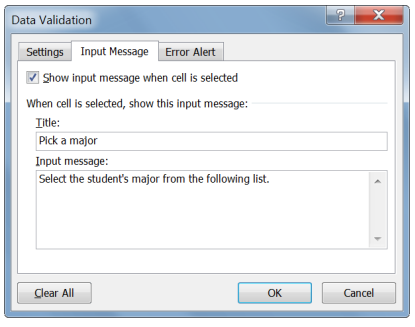 Data Validation
Settings Input Message Error Alert
Show input message when cell is selected
When cell is selected, show this input message:
Title:
Pick a major
Input message:
Select the student's major from the following list.
Clear All OK Cancel